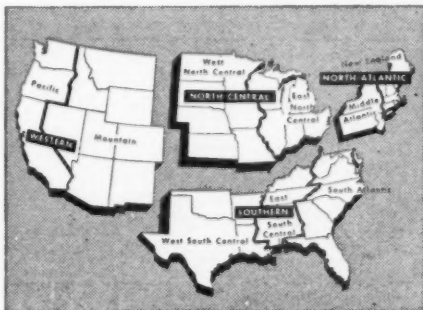 Pacific
WESTERN
Mountain
West
North Central
NORTH CENTRAL
East
North
Central
New England
NORTH ATLANTIC
Middle
Atlantic
SOUTHERN
East
South
Central
South Atlantic
West South Central